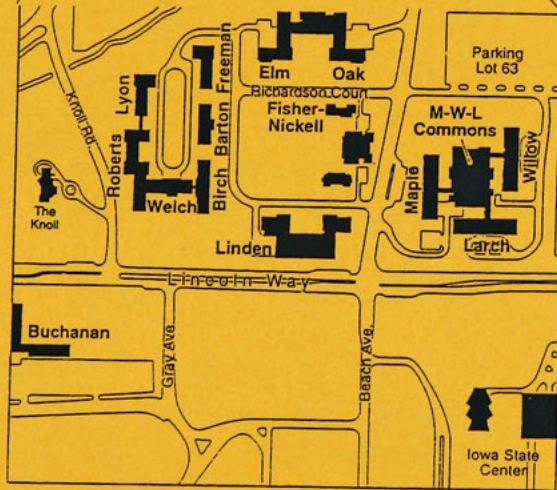 Elm
Oak
Parking
Lot 63
Richardson Court
Freeman
Lyon
Knoll Rd.
Fisher-
Nickell
M-W-L
Commons
Barton
Roberts
Willow
Maple
The
Knoll
Welch
Birch
Linden
Larch
Lincoln Way
Buchanan
Gray Ave.
Beach Ave.
Iowa State
Center